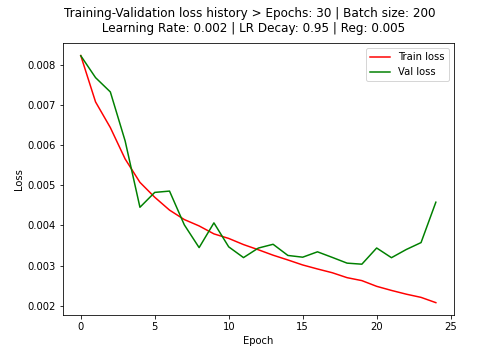 Training-Validation loss history > Epochs: 30 | Batch size: 200
Learning Rate: 0.002 | LR Decay: 0.95 | Reg: 0.005
Train loss
Val loss
0.008
0.007
0.006
0.005
0.004
0.003
0.002
Loss
0
5
10
15
20
25
Epoch